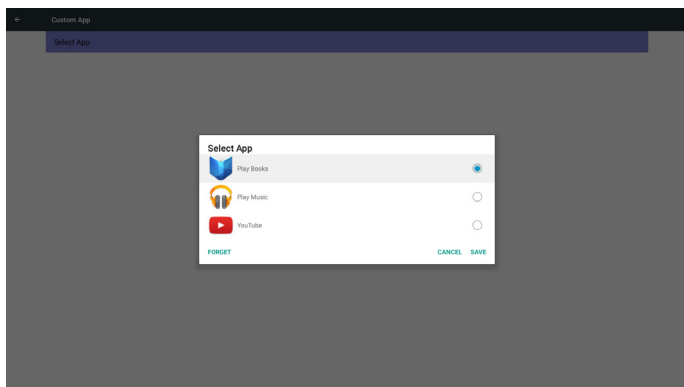 Custom App
Select App
Select App
Play Books
Play Music
YouTube
FORGET CANCEL SAVE